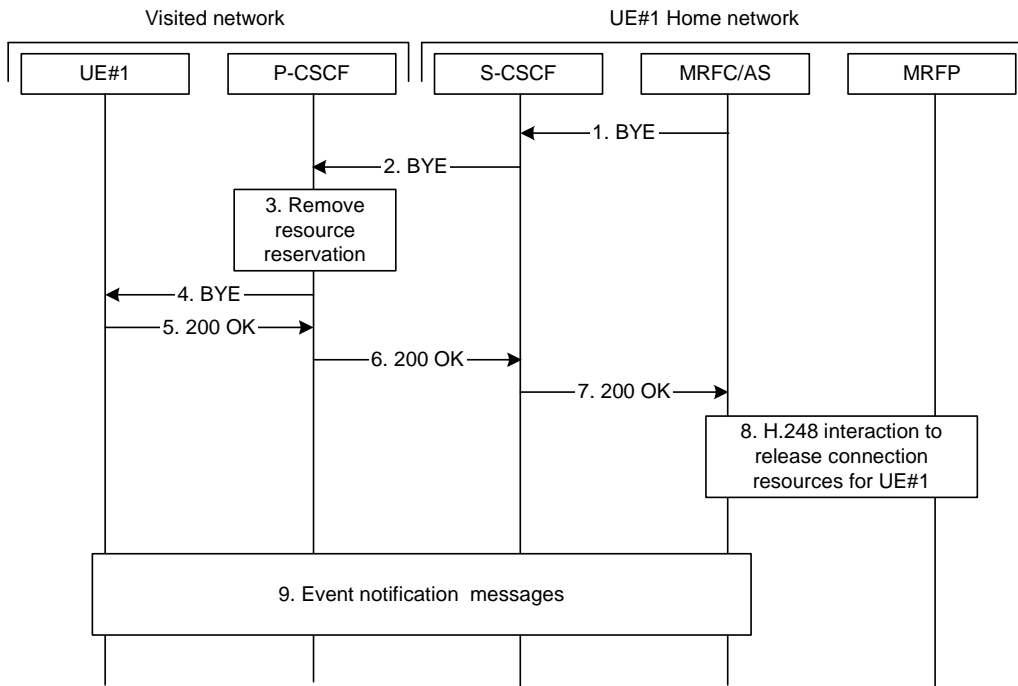 Visited network
UE#1 Home network
UE#1
P-CSCF
S-CSCF
MRFC/AS
MRFP
1. BYE
2. BYE
3. Remove
resource
reservation
4. BYE
5. 200 OK
6. 200 OK
7. 200 OK
8. H.248 interaction to
release connection
resources for UE#1
9. Event notification messages